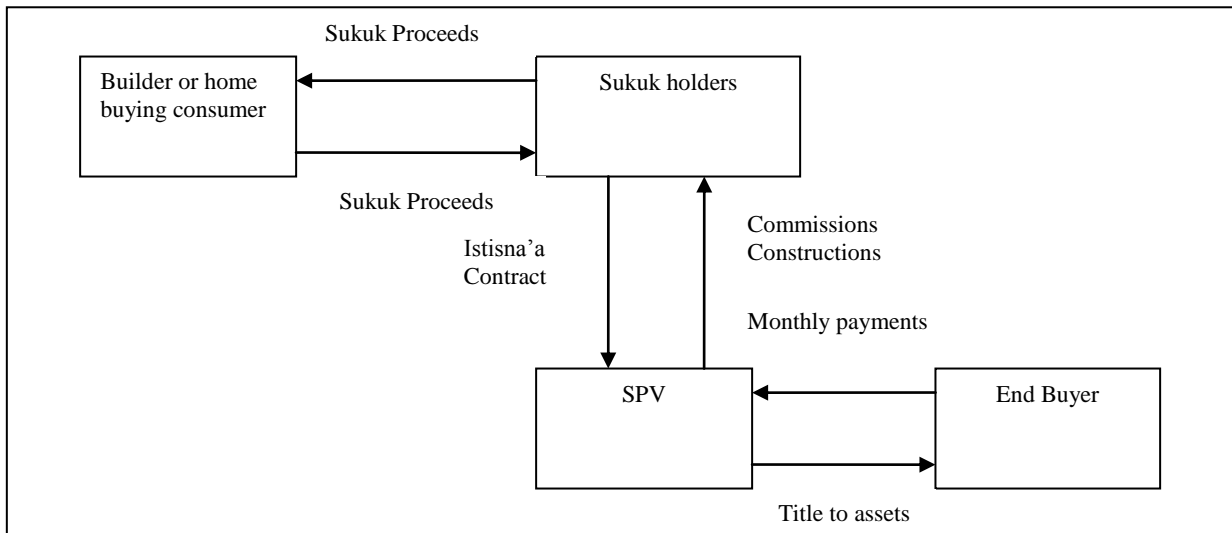 Sukuk Proceeds
Builder or home
buying consumer
Sukuk holders
Sukuk Proceeds
Istisna’a
Contract
Commissions
Constructions
Monthly payments
SPV
End Buyer
Title to assets